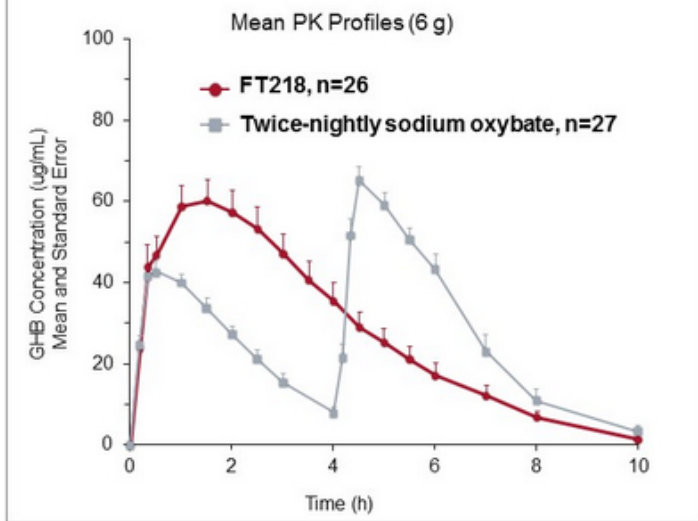 Mean PK Profiles (6 g)
FT218, n=26
Twice-nightly sodium oxybate, n=27
GHB Concentration (ug/mL)
Mean and Standard Error
100
80
60
40
20
0
0 2 4 6 8 10
Time (h)